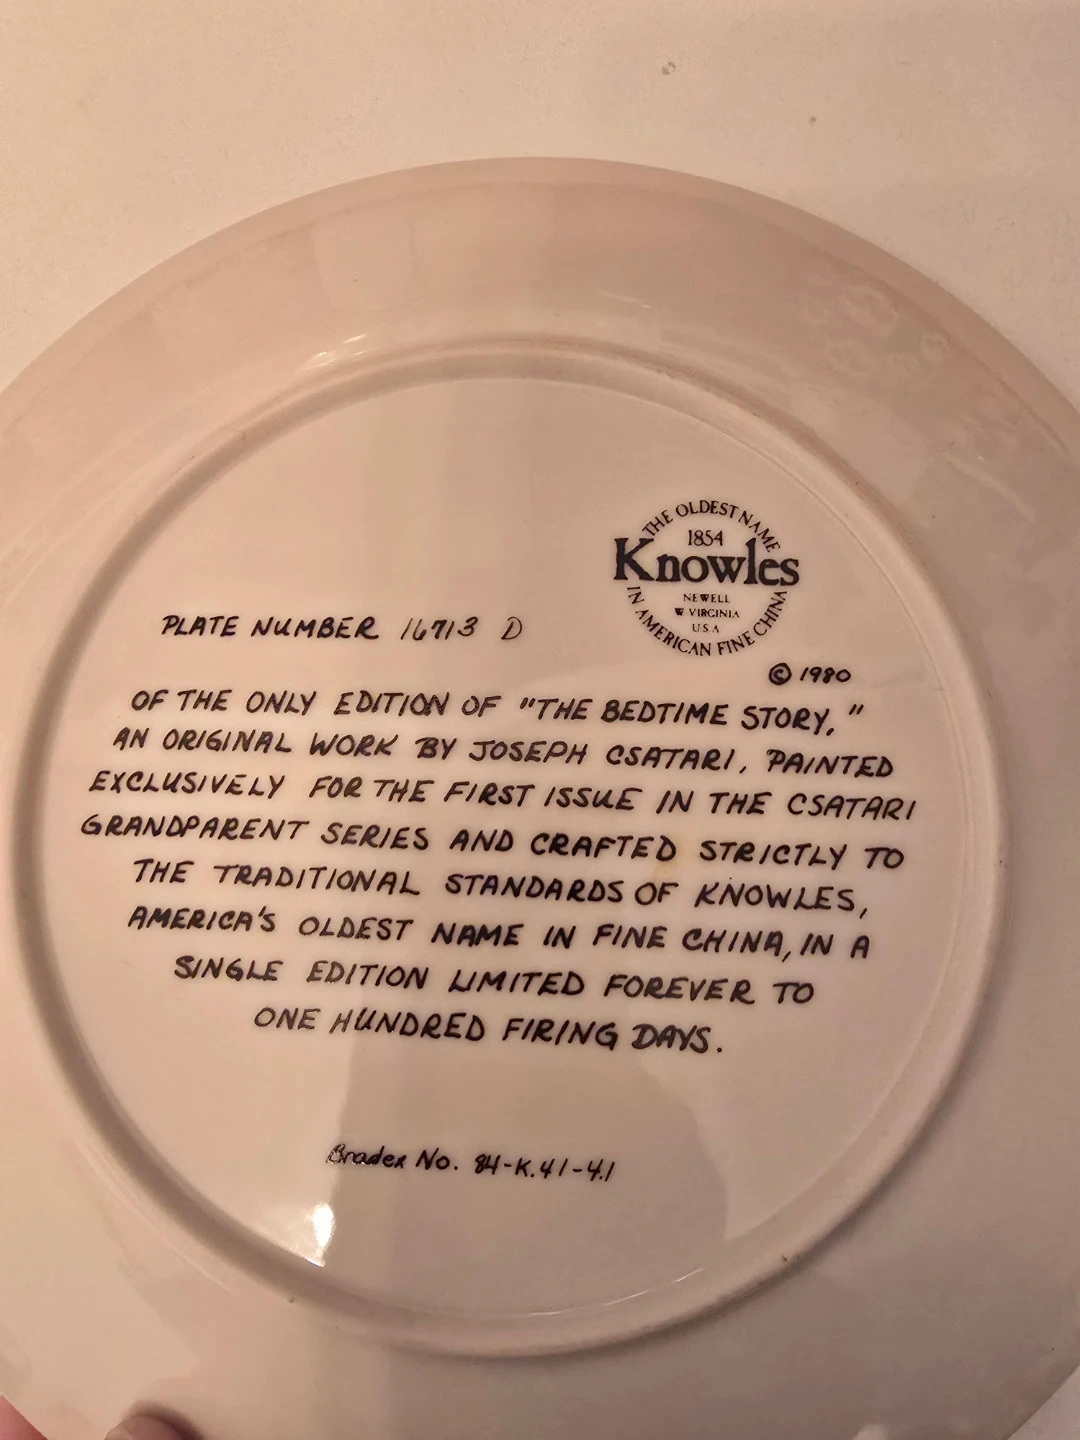 THE OLDEST NAME
1854
Knowles
NEWELL
W VIRGINIA
U.S.A
IN AMERICAN FINE CHINA
PLATE NUMBER 16713 D
© 1980
OF THE ONLY EDITION OF "THE BEDTIME STORY,"
AN ORIGINAL WORK BY JOSEPH CSATARI, PAINTED
EXCLUSIVELY FOR THE FIRST ISSUE IN THE CSATARI
GRANDPARENT SERIES AND CRAFTED STRICTLY TO
THE TRADITIONAL STANDARDS OF KNOWLES,
AMERICA'S OLDEST NAME IN FINE CHINA, IN A
SINGLE EDITION LIMITED FOREVER TO
ONE HUNDRED FIRING DAYS.
Bradex No. 84-K.41-4.1